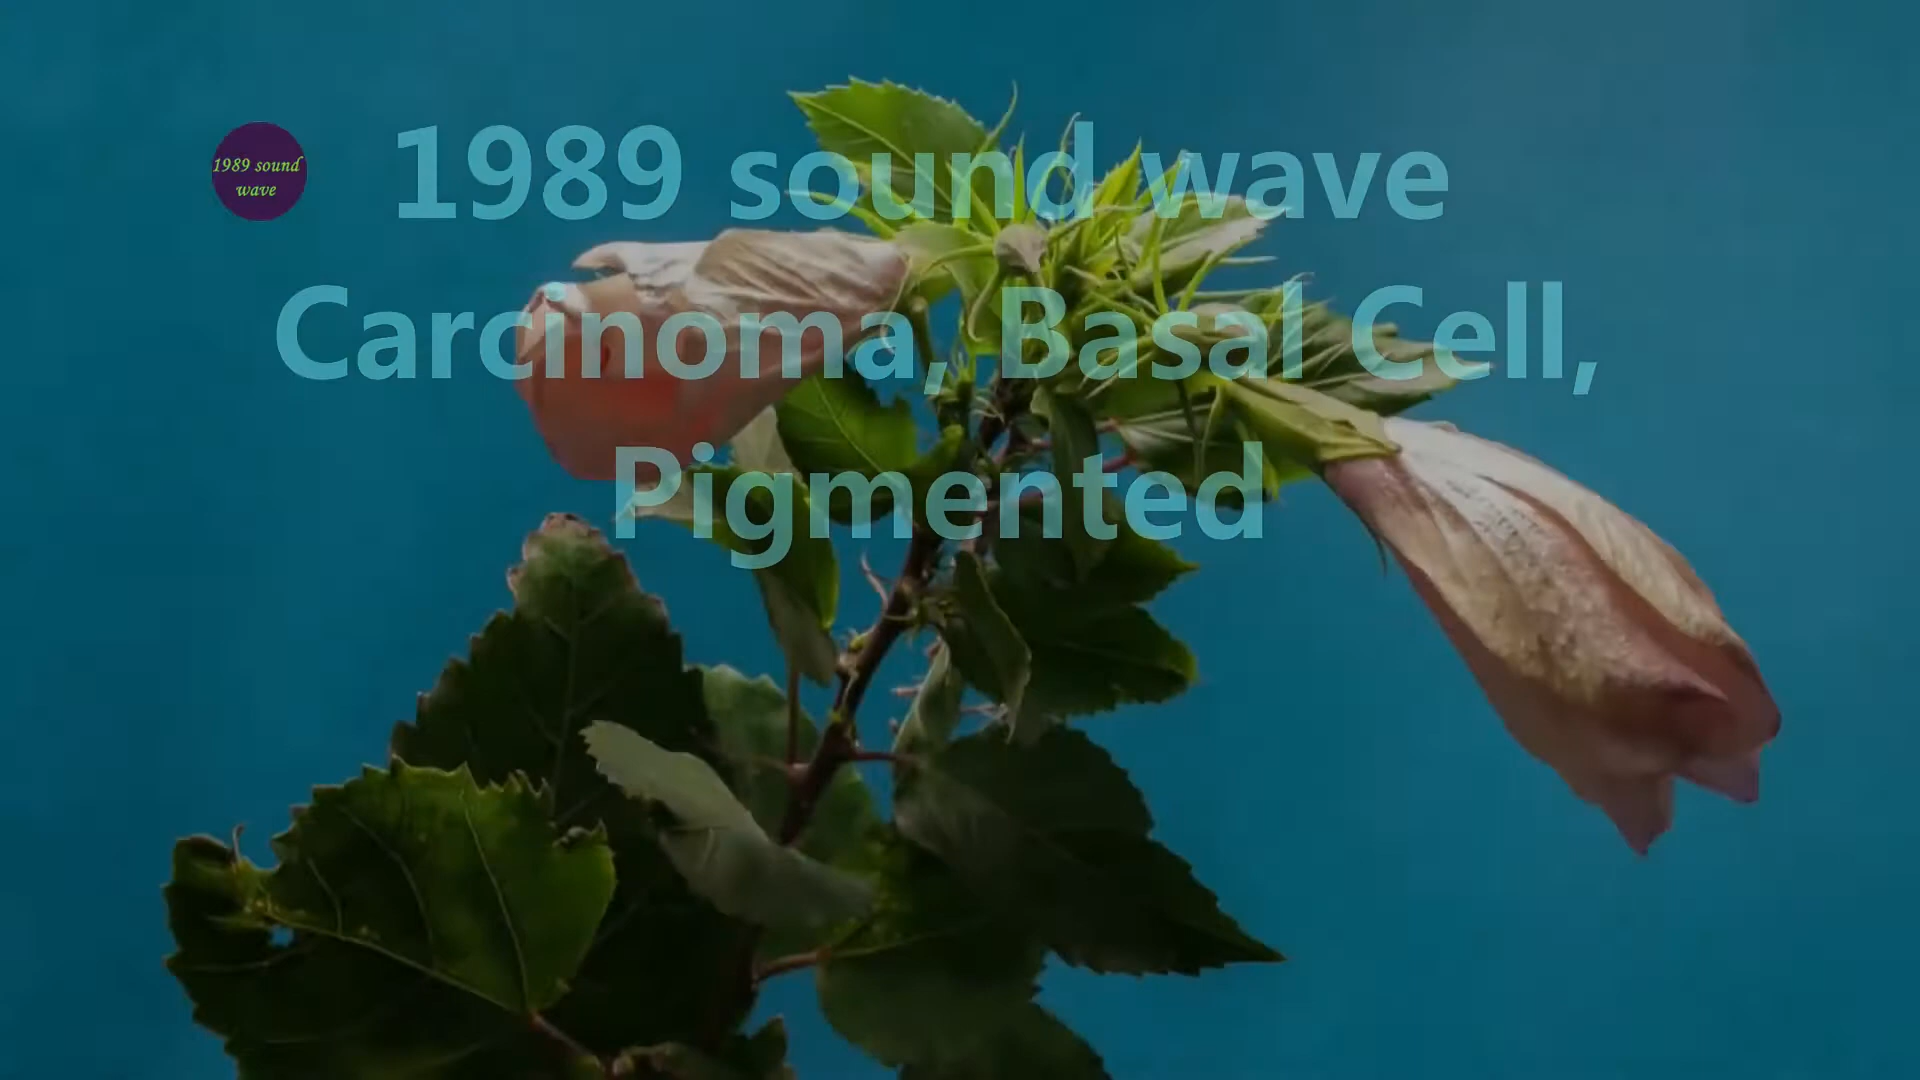 1989 sound
wave
1989 sound wave
Carcinoma, Basal Cell,
Pigmented